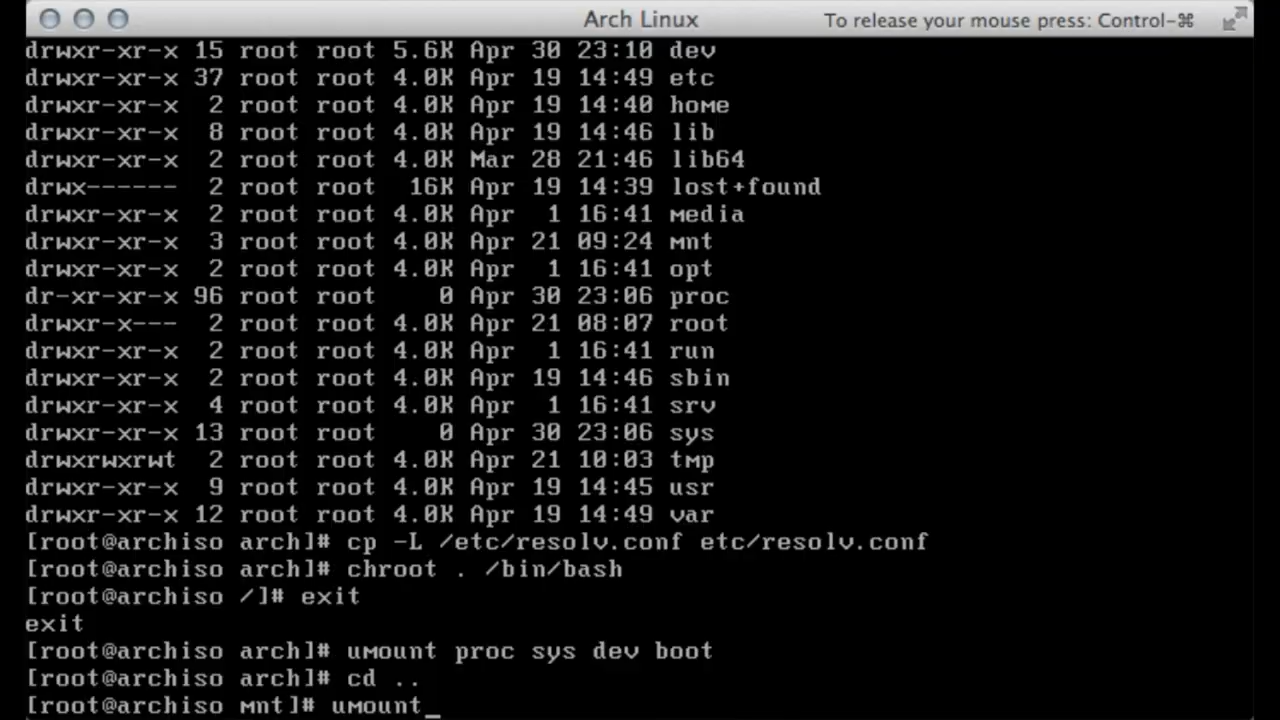 Arch Linux
To release your mouse press: Control-⌘
drwxr-xr-x 15 root root 5.6K Apr 30 23:10 dev
drwxr-xr-x 37 root root 4.0K Apr 19 14:49 etc
drwxr-xr-x  2 root root 4.0K Apr 19 14:40 home
drwxr-xr-x  8 root root 4.0K Apr 19 14:46 lib
drwxr-xr-x  2 root root 4.0K Mar 28 21:46 lib64
drwx------  2 root root  16K Apr 19 14:39 lost+found
drwxr-xr-x  2 root root 4.0K Apr  1 16:41 media
drwxr-xr-x  3 root root 4.0K Apr 21 09:24 mnt
drwxr-xr-x  2 root root 4.0K Apr  1 16:41 opt
dr-xr-xr-x 96 root root    0 Apr 30 23:06 proc
drwxr-x---  2 root root 4.0K Apr 21 08:07 root
drwxr-xr-x  2 root root 4.0K Apr  1 16:41 run
drwxr-xr-x  2 root root 4.0K Apr 19 14:46 sbin
drwxr-xr-x  4 root root 4.0K Apr  1 16:41 srv
drwxr-xr-x 13 root root    0 Apr 30 23:06 sys
drwxrwxrwt  2 root root 4.0K Apr 21 10:03 tmp
drwxr-xr-x  9 root root 4.0K Apr 19 14:45 usr
drwxr-xr-x 12 root root 4.0K Apr 19 14:49 var
[root@archiso arch]# cp -L /etc/resolv.conf etc/resolv.conf
[root@archiso arch]# chroot . /bin/bash
[root@archiso /]# exit
exit
[root@archiso arch]# umount proc sys dev boot
[root@archiso arch]# cd ..
[root@archiso mnt]# umount_